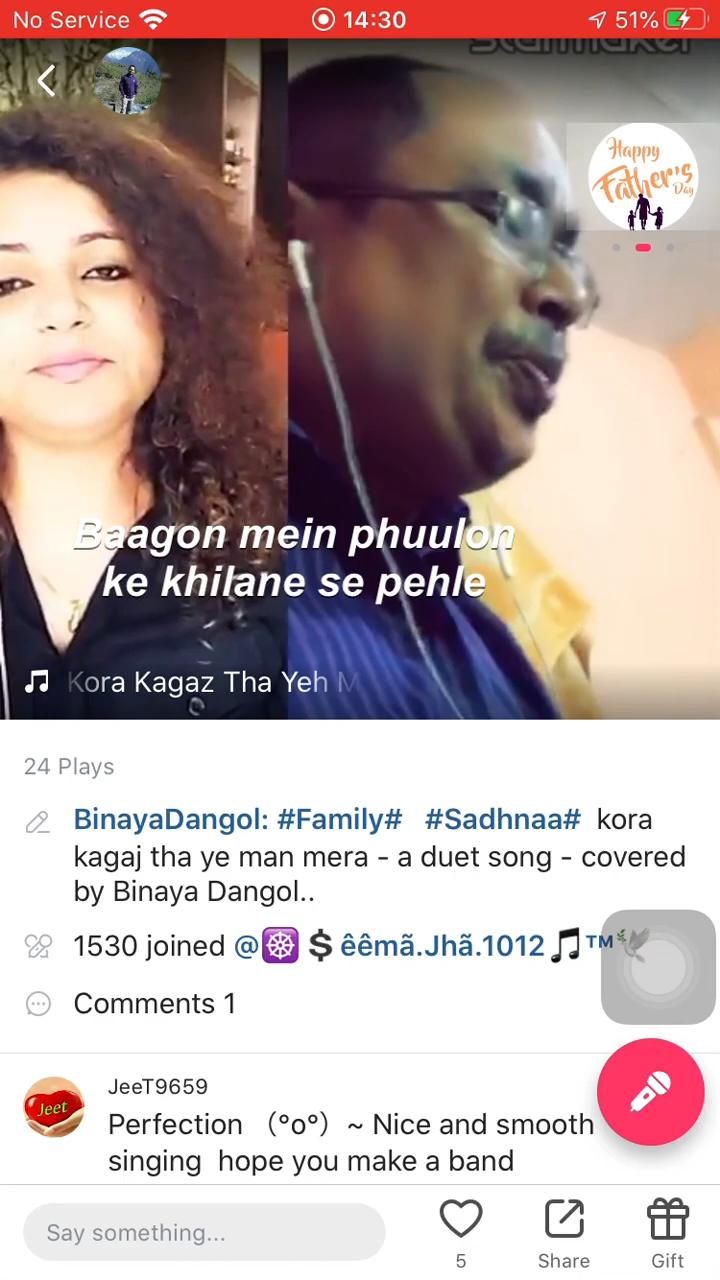 No Service 14:30 51%
StarMaker
Happy
Father's
Day
Baagon mein phuulon
ke khilane se pehle
Kora Kagaz Tha Yeh M
24 Plays
BinayaDangol: #Family# #Sadhnaa# kora
kagaj tha ye man mera - a duet song - covered
by Binaya Dangol..
1530 joined @☸️💲êêmã.Jhã.1012🎵™🕊
Comments 1
Jeet
JeeT9659
Perfection （°o°）~ Nice and smooth
singing hope you make a band
Say something...
5
Share
Gift